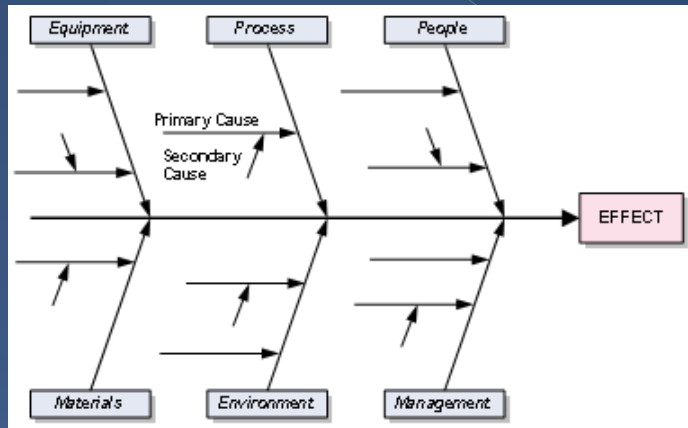 Equipment
Process
People
Primary Cause
Secondary
Cause
EFFECT
Materials
Environment
Management